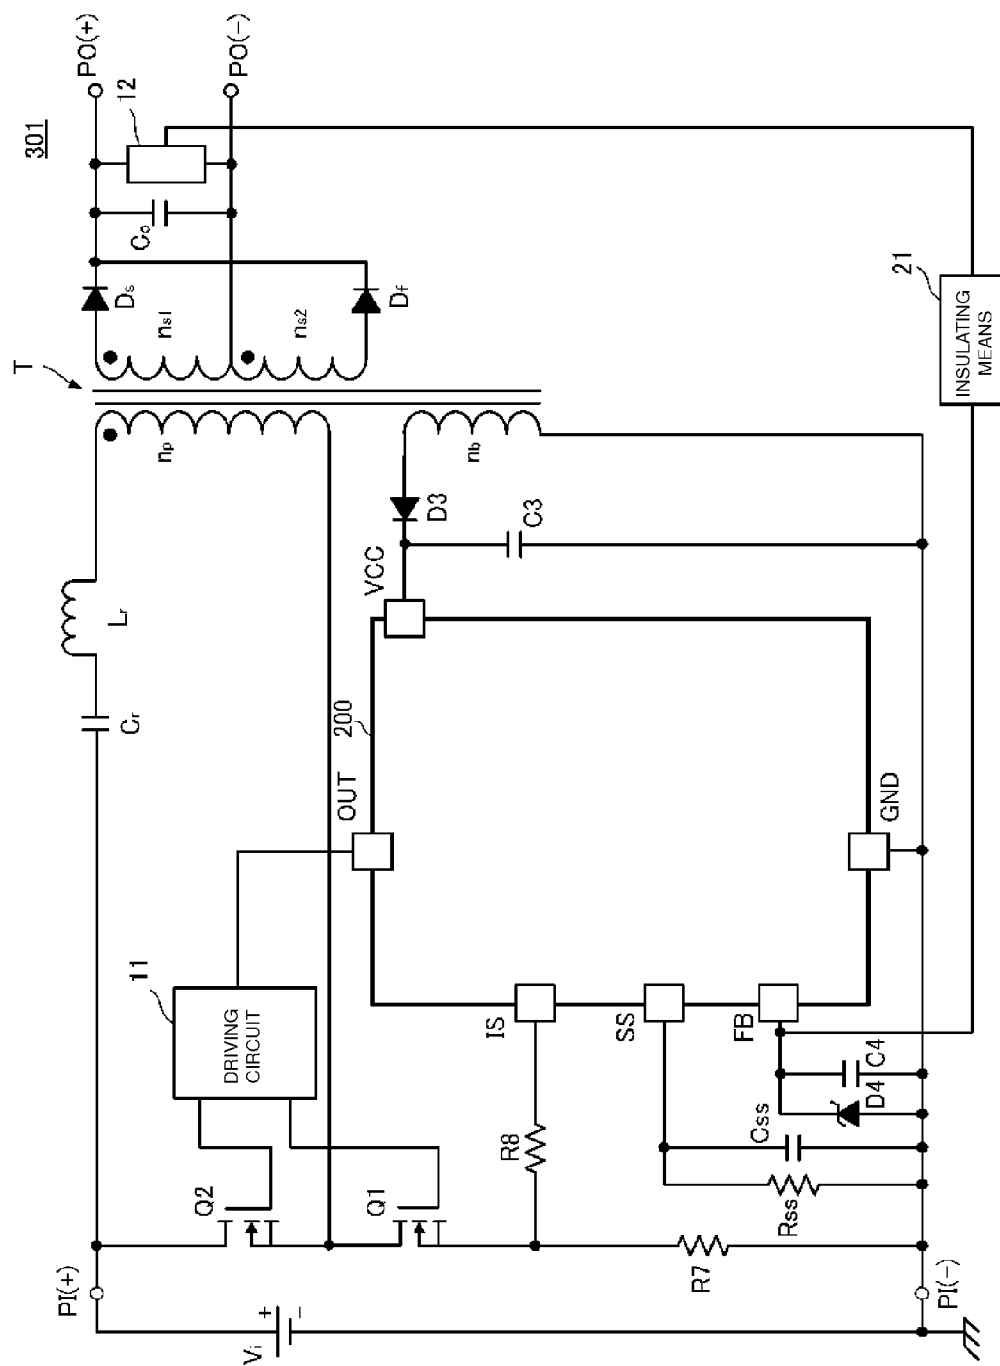 301
T
PO(+)
12
PO(-)
Co
Ds
ns1
ns2
Df
np
nb
Lr
Cr
D3
C3
VCC
200
OUT
GND
21
INSULATING
MEANS
11
DRIVING
CIRCUIT
IS
SS
FB
Q2
Q1
R8
R7
Css
Rss
C4
D4
PI(+)
PI(-)
Vi
+
-